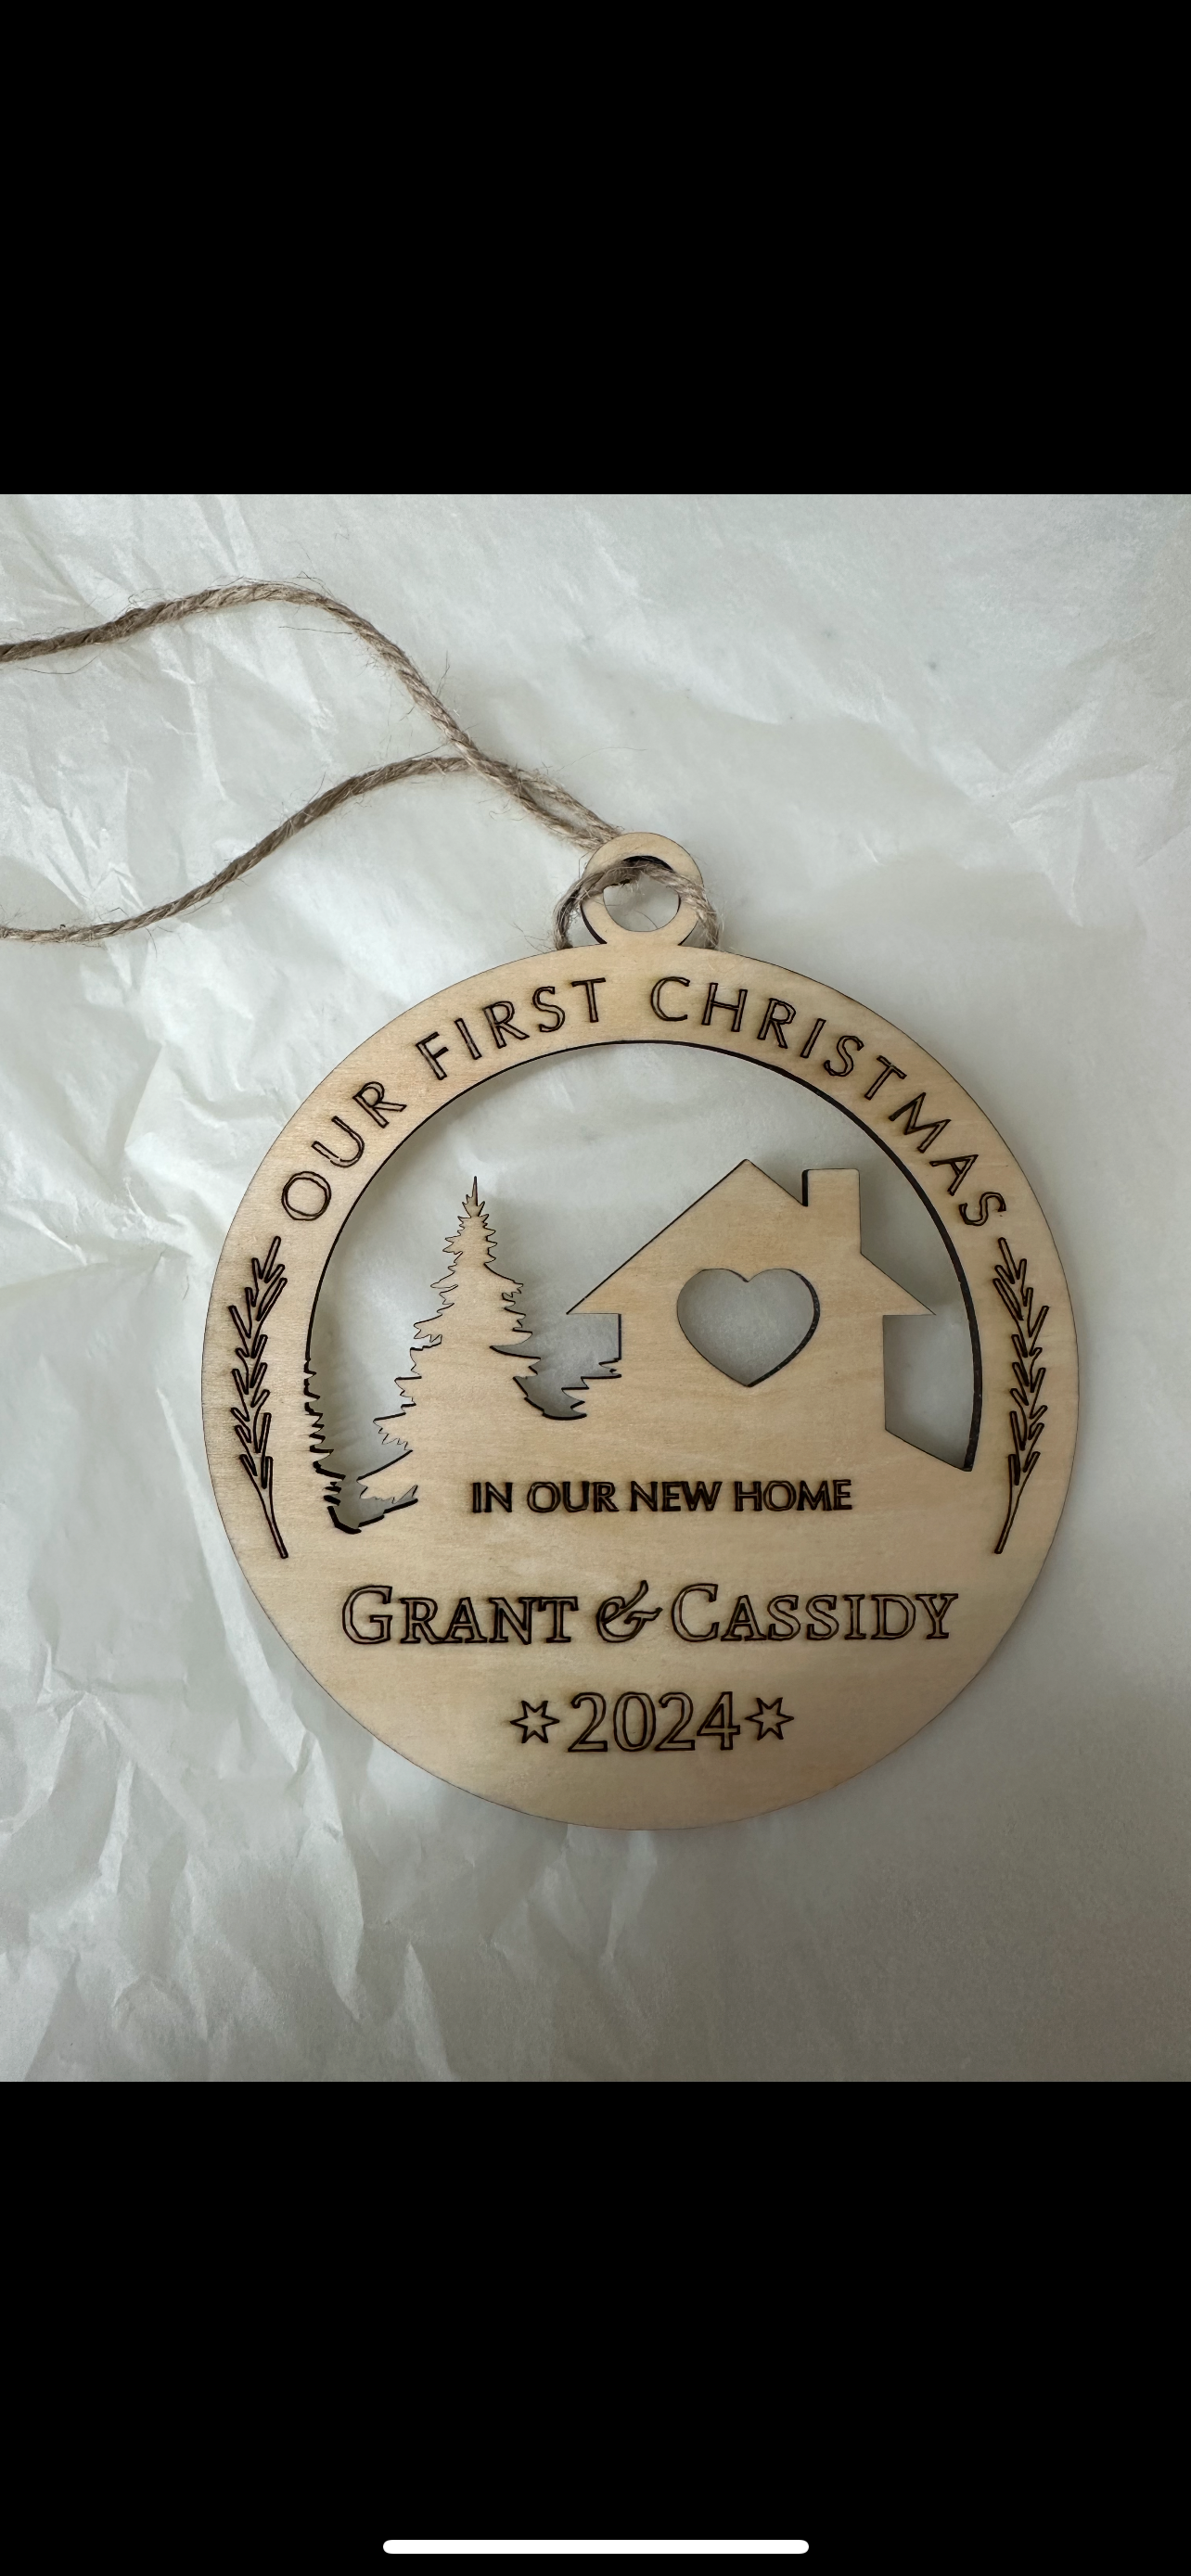 OUR FIRST CHRISTMAS
IN OUR NEW HOME
GRANT & CASSIDY
2024